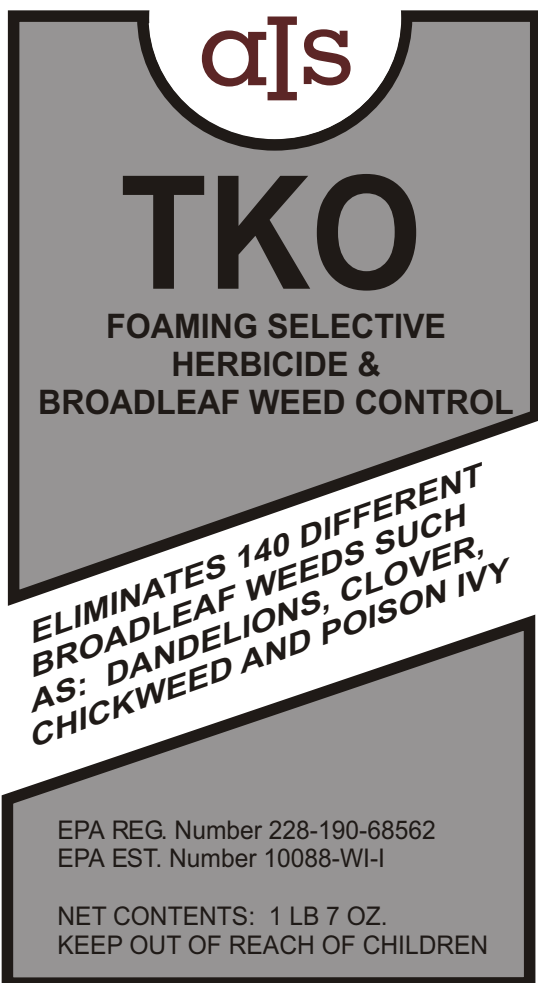 aIs
TKO
FOAMING SELECTIVE
HERBICIDE &
BROADLEAF WEED CONTROL
ELIMINATES 140 DIFFERENT
BROADLEAF WEEDS SUCH
AS: DANDELIONS, CLOVER,
CHICKWEED AND POISON IVY
EPA REG. Number 228-190-68562
EPA EST. Number 10088-WI-I
NET CONTENTS: 1 LB 7 OZ.
KEEP OUT OF REACH OF CHILDREN